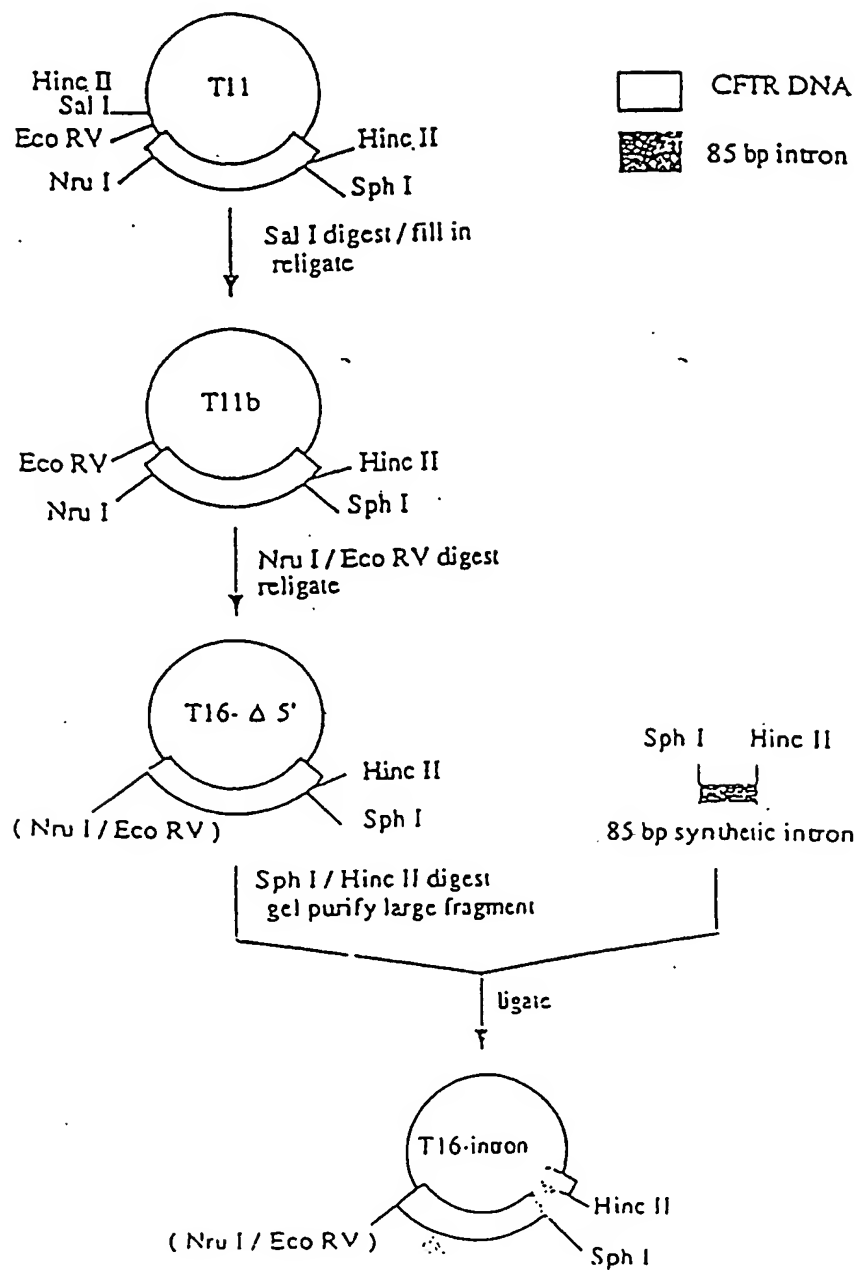 T11
Hinc II
Sal I
Eco RV
Nru I
Hinc II
Sph I
CFTR DNA
85 bp intron
Sal I digest / fill in
religate
T11b
Eco RV
Nru I
Hinc II
Sph I
Nru I / Eco RV digest
religate
T16- Δ 5'
Hinc II
Sph I
( Nru I / Eco RV )
Sph I Hinc II
85 bp synthetic intron
Sph I / Hinc II digest
gel purify large fragment
ligate
T16-intron
Hinc II
( Nru I / Eco RV )
Sph I